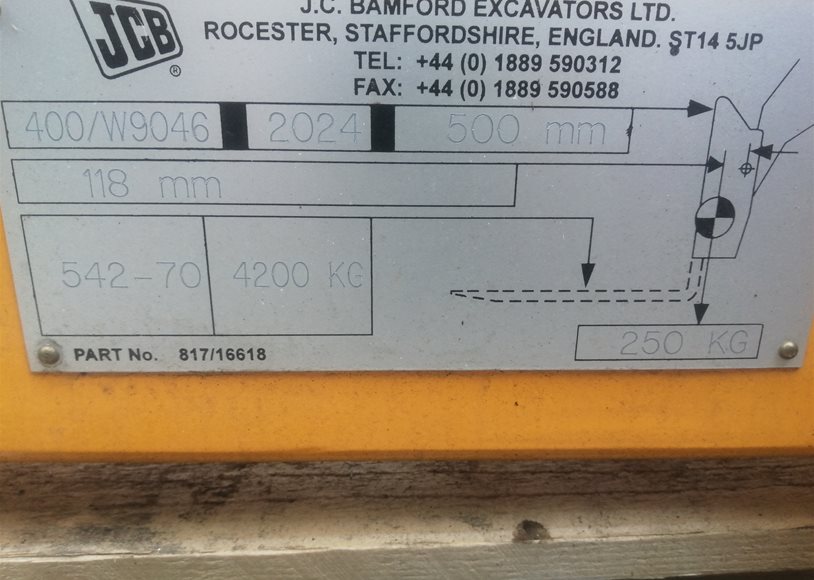 JCB
®
J.C. BAMFORD EXCAVATORS LTD.
ROCESTER, STAFFORDSHIRE, ENGLAND. ST14 5JP
TEL: +44 (0) 1889 590312
FAX: +44 (0) 1889 590588
400/W9046 2024 500 mm
118 mm
542-70 4200 KG
250 KG
PART No. 817/16618